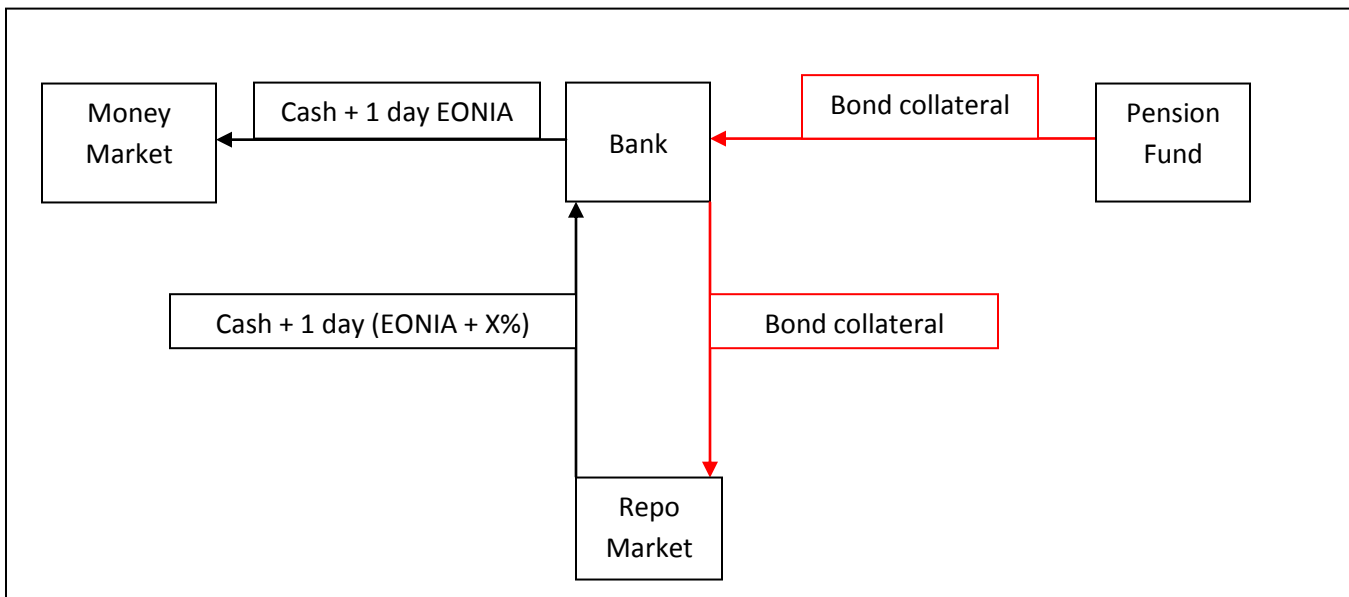 Money
Market
Cash + 1 day EONIA
Bank
Bond collateral
Pension
Fund
Cash + 1 day (EONIA + X%)
Bond collateral
Repo
Market